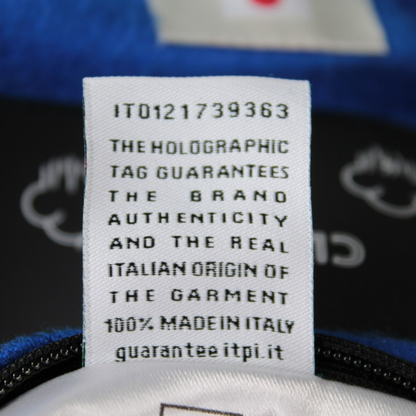 IT0121739363
THE HOLOGRAPHIC
TAG GUARANTEES
THE BRAND
AUTHENTICITY
AND THE REAL
ITALIAN ORIGIN OF
THE GARMENT
100% MADE IN ITALY
guarantee itpi.it